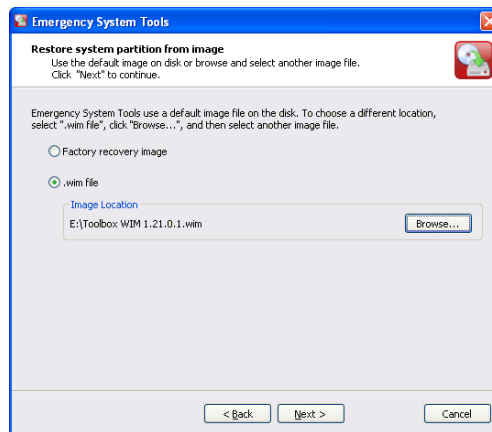 Emergency System Tools
Restore system partition from image
Use the default image on disk or browse and select another image file.
Click "Next" to continue.
Emergency System Tools use a default image file on the disk. To choose a different location,
select ".wim file", click "Browse...", and then select another image file.
Factory recovery image
.wim file
Image Location
E:\Toolbox WIM 1.21.0.1.wim
Browse...
< Back
Next >
Cancel